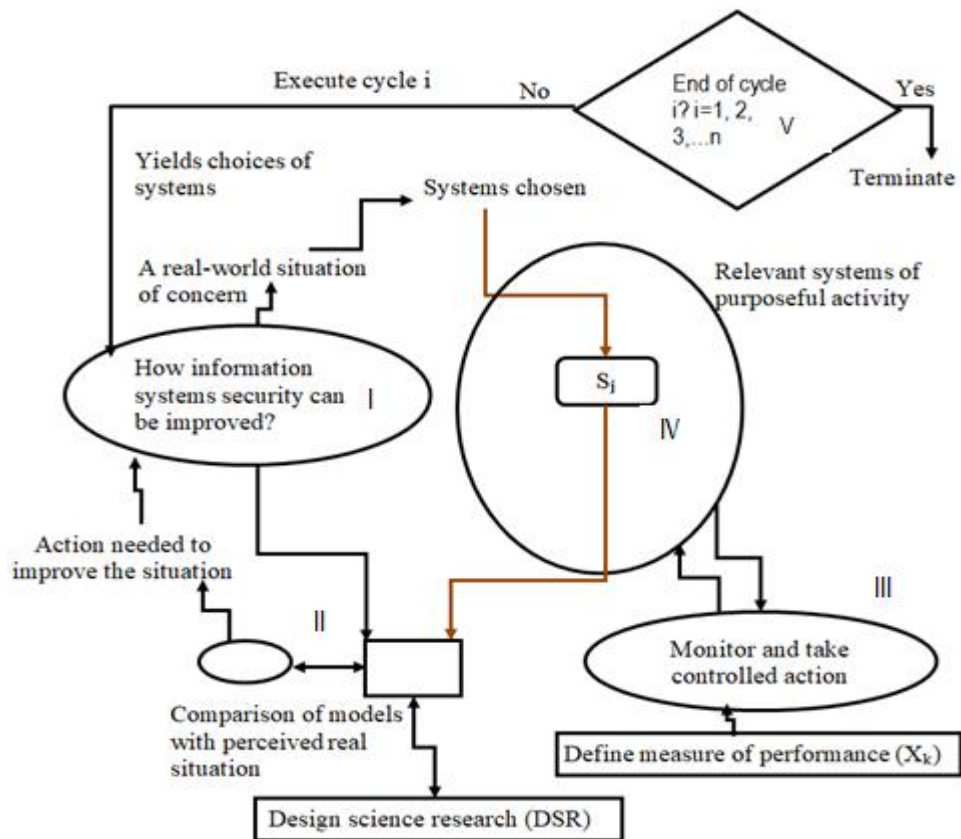 Execute cycle i
No
End of cycle
i? i=1, 2,
3,...n
V
Yes
Terminate
Yields choices of
systems
Systems chosen
A real-world situation
of concern
Relevant systems of
purposeful activity
How information
systems security can
be improved?
I
Sj
IV
Action needed to
improve the situation
II
III
Monitor and take
controlled action
Comparison of models
with perceived real
situation
Define measure of performance (Xk)
Design science research (DSR)